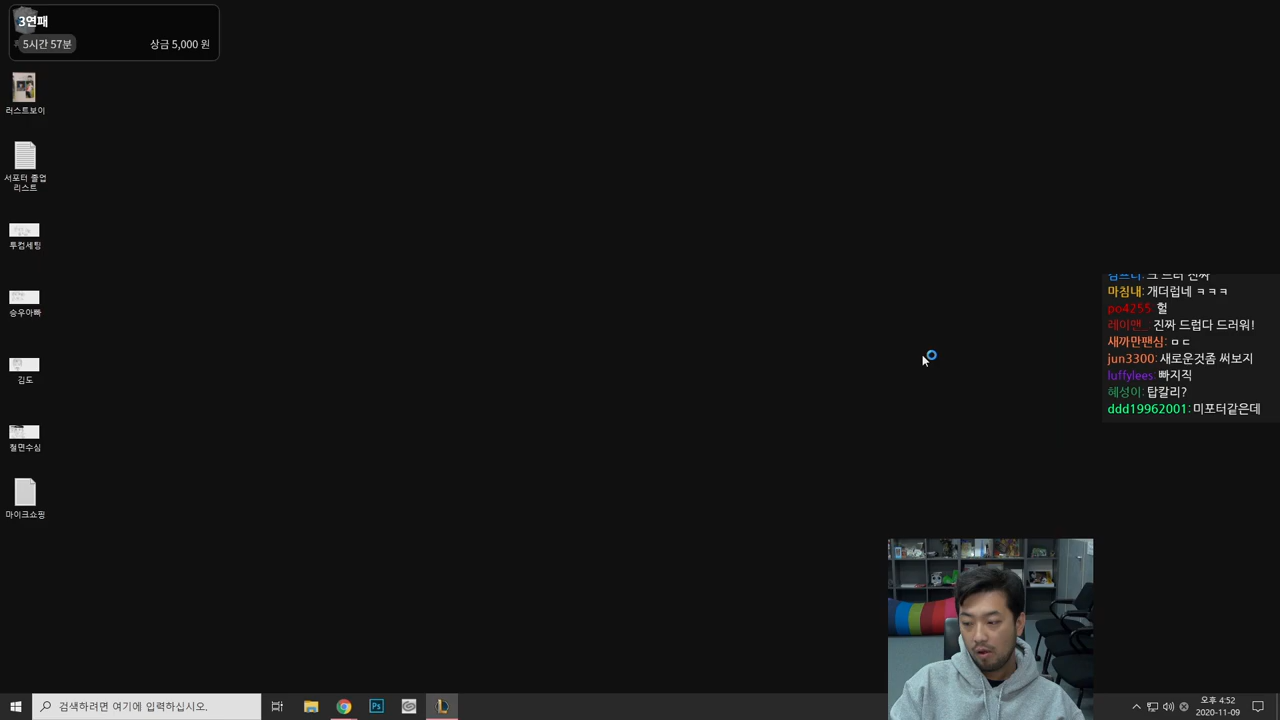 3연패
5시간 57분
상금 5,000 원
러스트보이
서포터 졸업
리스트
투컴세팅
승우아빠
김도
철면수심
마이크쇼핑
마침내: 개더럽네 ㅋㅋㅋ
po4255: 헐
레이맨_: 진짜 드럽다 드러워!
새까만팬심: ㅁㄷ
jun3300: 새로운것좀 써보지
luffylees: 빠지직
헤성이: 탑칼리?
ddd19962001: 미포터같은데
검색하려면 여기에 입력하십시오.
Ps
오후 4:52
2020-11-09